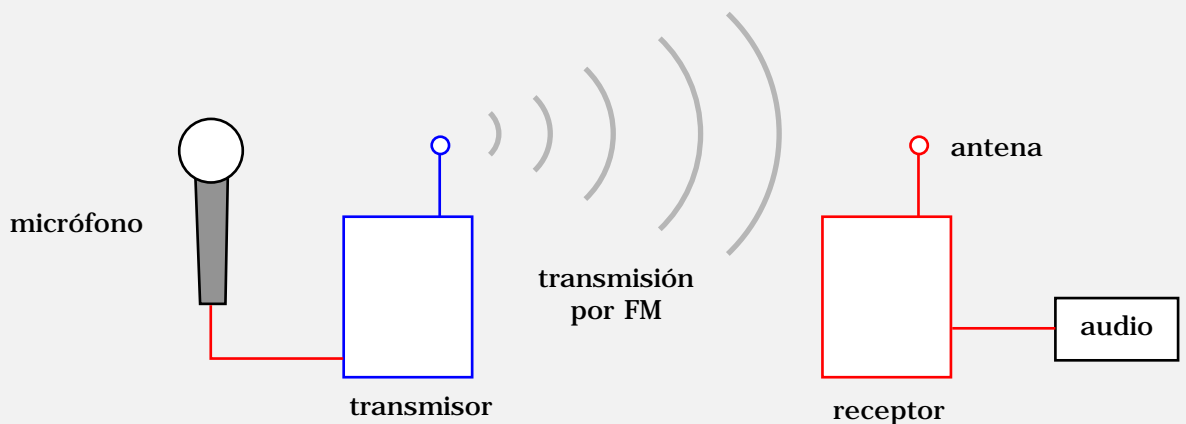 micrófono
transmisor
transmisión
por FM
antena
receptor
audio